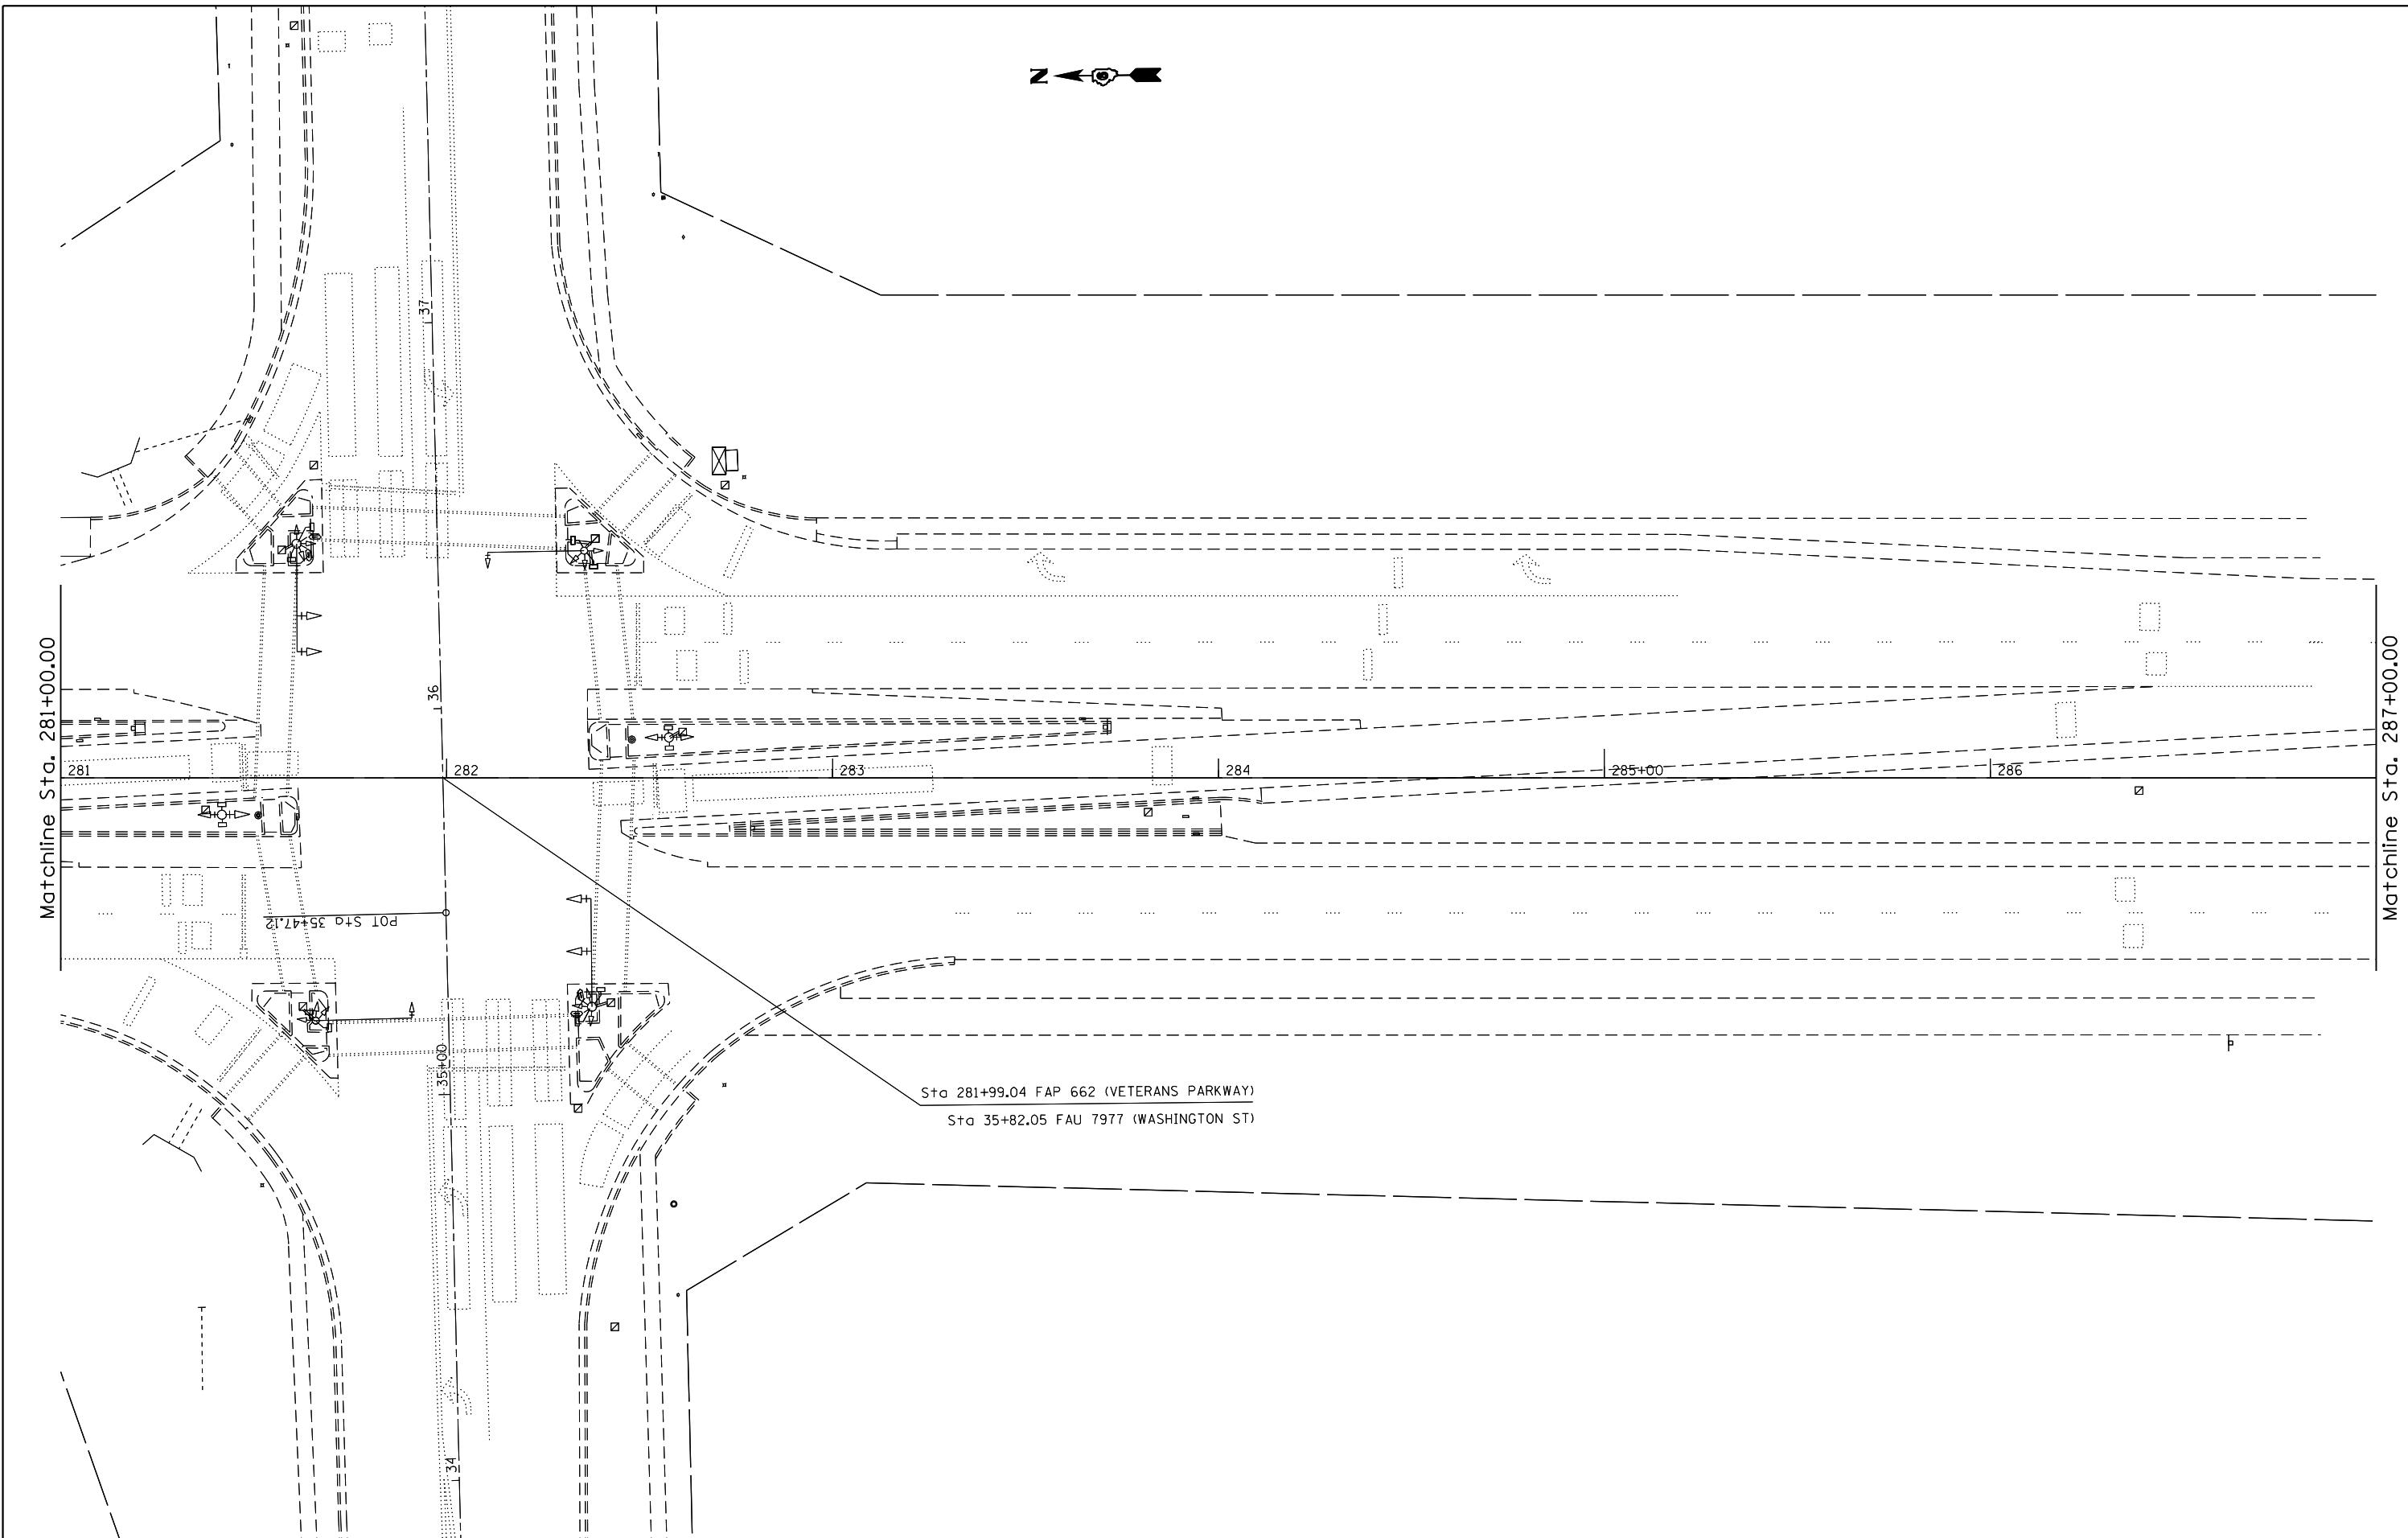 N
37
36
Matchline Sta. 281+00.00
Matchline Sta. 287+00.00
281
282
283
284
285+00
286
POT Sta 35+47.12
35+00
Sta 281+99.04 FAP 662 (VETERANS PARKWAY)
Sta 35+82.05 FAU 7977 (WASHINGTON ST)
34